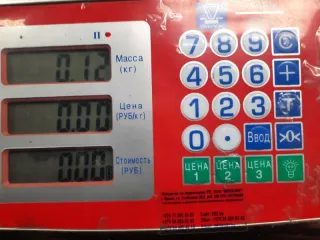 7 8 9 C
0.12
Масса
(кг)
4 5 6 +
0.00
Цена
(РУБ/кг)
1 2 3 Т
0 • Ввод >0<
0.00
Стоимость
(РУБ)
ЦЕНА 1
ЦЕНА 2
ЦЕНА 3